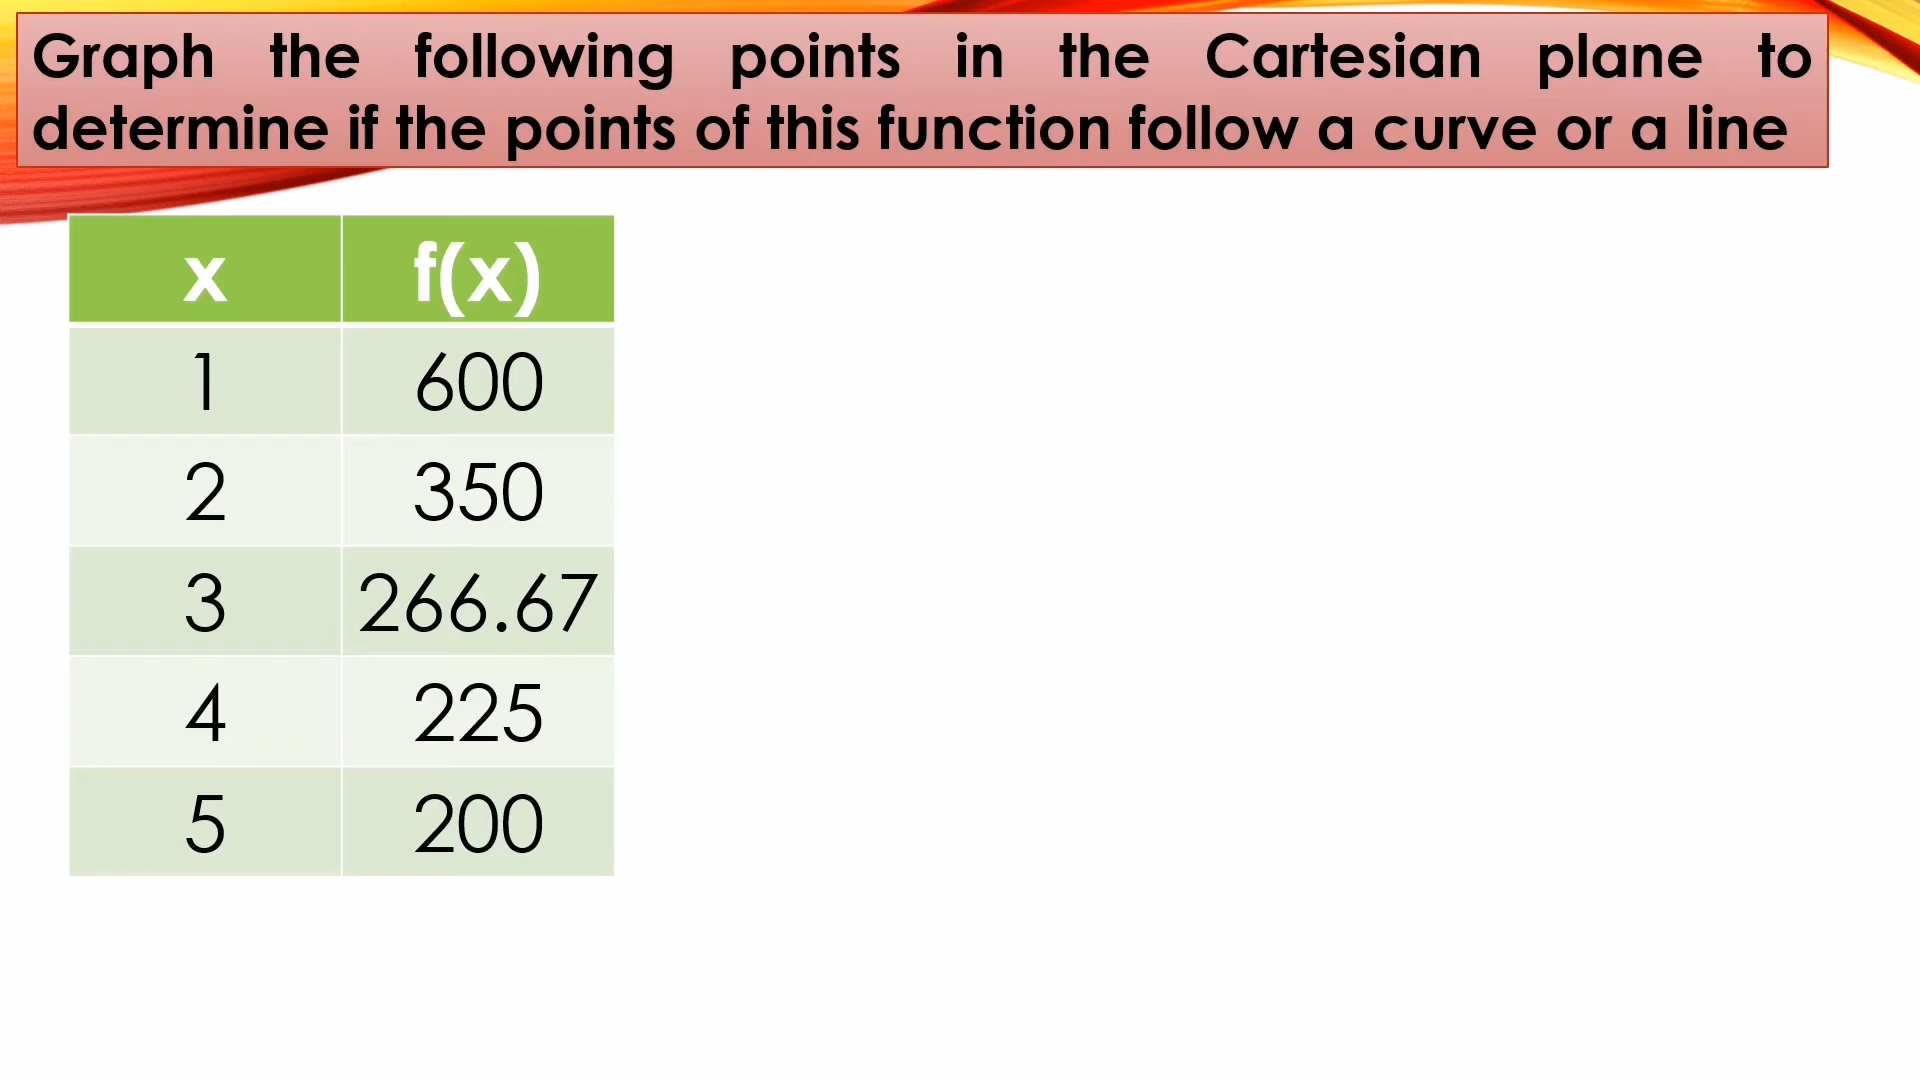 Graph the following points in the Cartesian plane to
determine if the points of this function follow a curve or a line
x f(x)
1 600
2 350
3 266.67
4 225
5 200